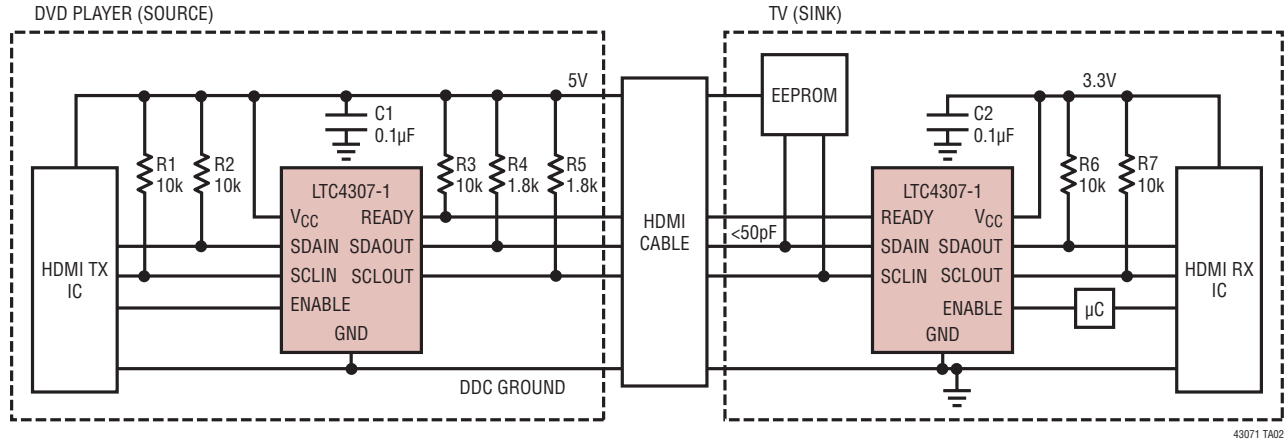 DVD PLAYER (SOURCE)
TV (SINK)
5V
3.3V
C1
0.1µF
EEPROM
C2
0.1µF
R1
10k
R2
10k
R3
10k
R4
1.8k
R5
1.8k
R6
10k
R7
10k
HDMI TX
IC
LTC4307-1
VCC
READY
SDAIN
SDAOUT
SCLIN
SCLOUT
ENABLE
GND
HDMI
CABLE
<50pF
LTC4307-1
READY
VCC
SDAIN
SDAOUT
SCLIN
SCLOUT
ENABLE
GND
µC
HDMI RX
IC
DDC GROUND
43071 TA02